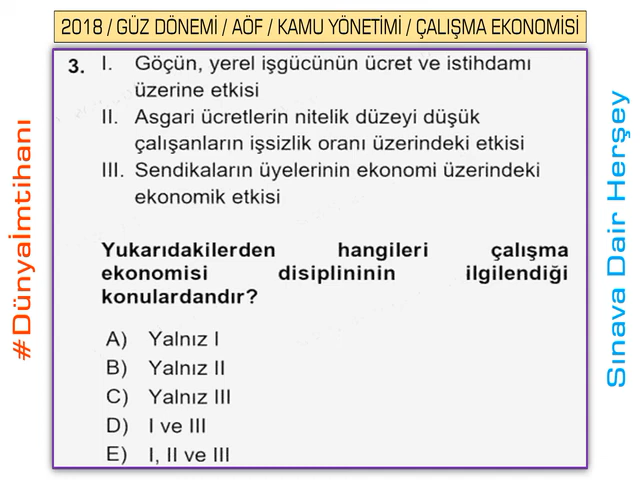 2018 / GÜZ DÖNEMİ / AÖF / KAMU YÖNETİMİ / ÇALIŞMA EKONOMİSİ
#Dünyaİmtihanı
3. I. Göçün, yerel işgücünün ücret ve istihdamı
üzerine etkisi
II. Asgari ücretlerin nitelik düzeyi düşük
çalışanların işsizlik oranı üzerindeki etkisi
III. Sendikaların üyelerinin ekonomi üzerindeki
ekonomik etkisi
Yukarıdakilerden hangileri çalışma
ekonomisi disiplininin ilgilendiği
konulardandır?
A) Yalnız I
B) Yalnız II
C) Yalnız III
D) I ve III
E) I, II ve III
Sınava Dair Herşey